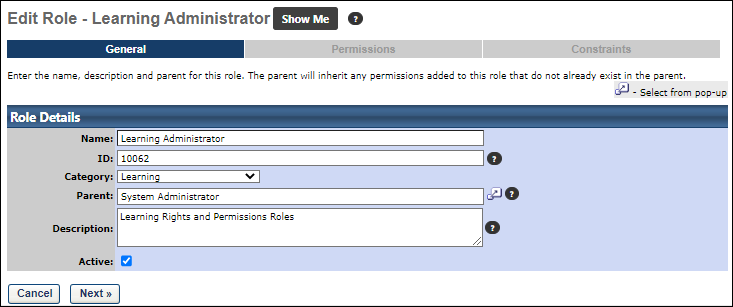 Edit Role - Learning Administrator Show Me ?
General Permissions Constraints
Enter the name, description and parent for this role. The parent will inherit any permissions added to this role that do not already exist in the parent.
- Select from pop-up
Role Details
Name: Learning Administrator
ID: 10062 ?
Category: Learning
Parent: System Administrator ?
Description: Learning Rights and Permissions Roles ?
Active:
Cancel Next »